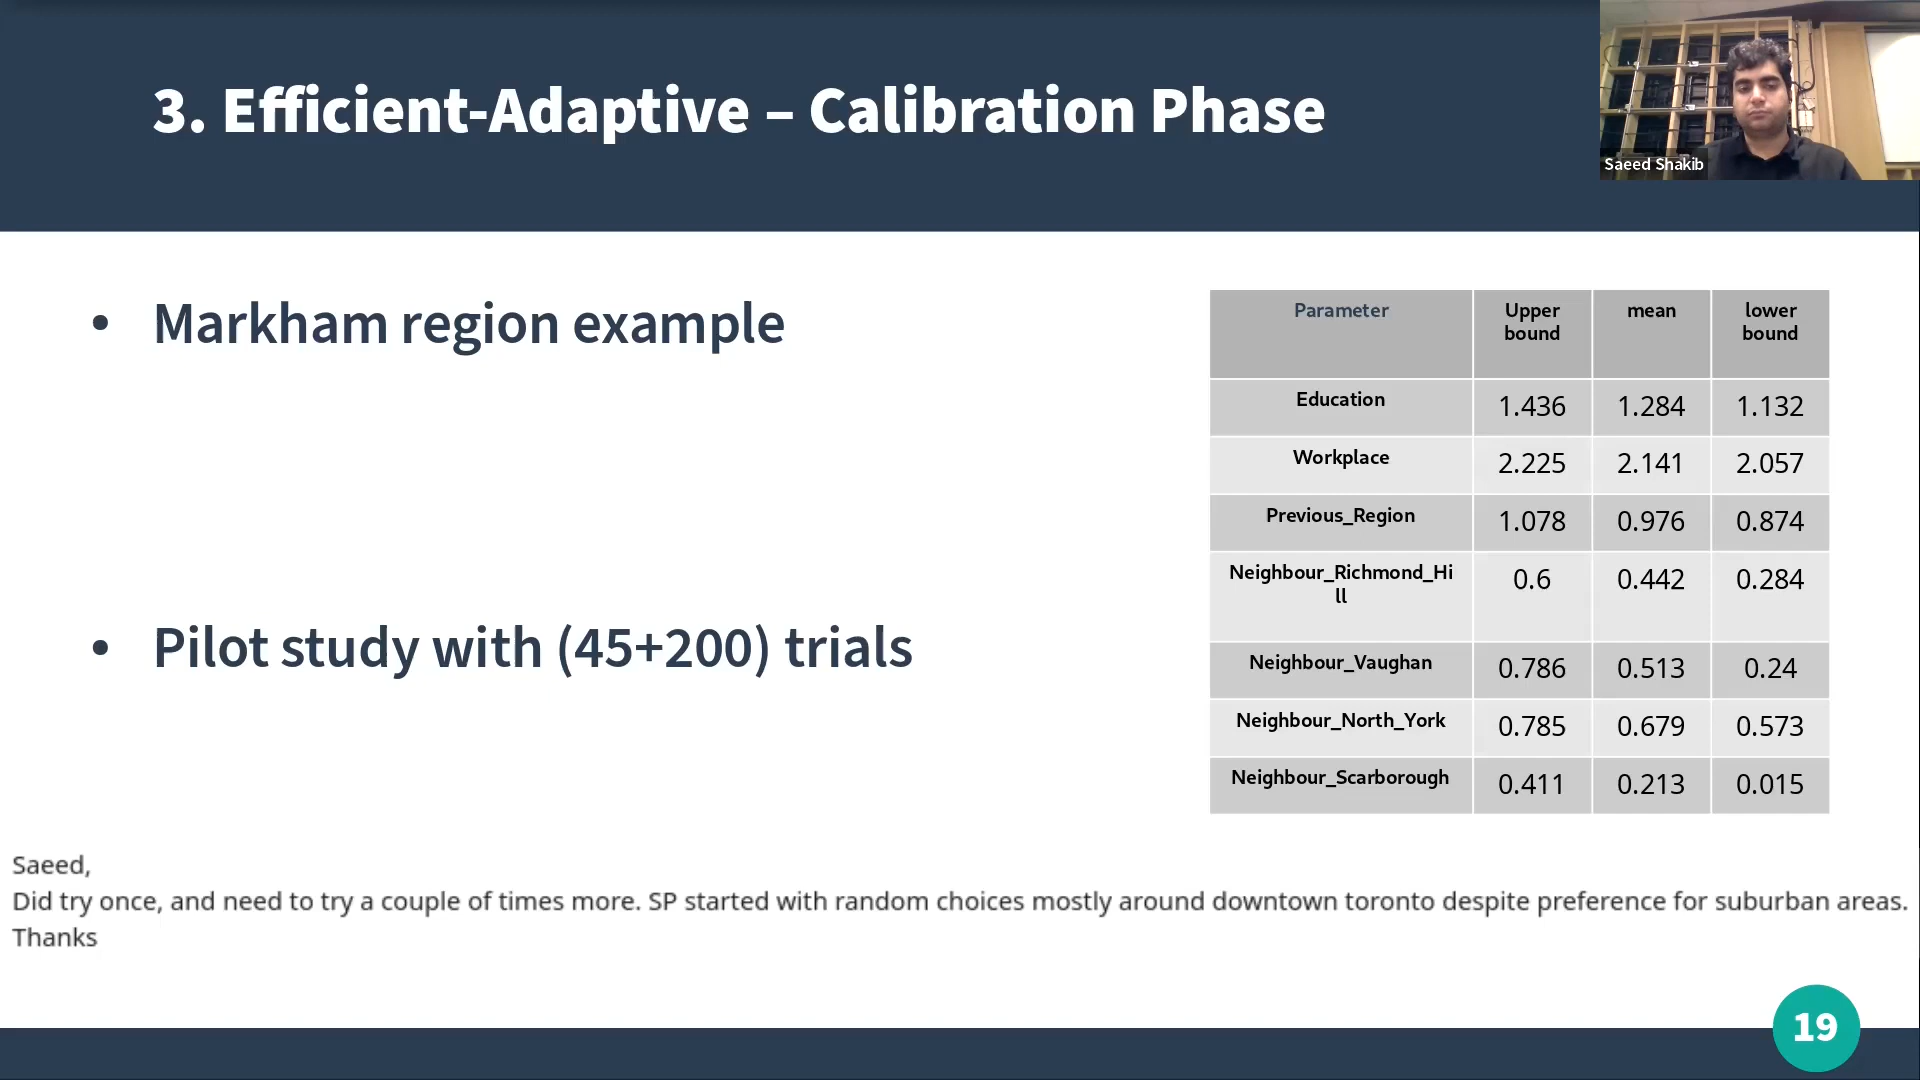 3. Efficient-Adaptive – Calibration Phase
Saeed Shakib
• Markham region example
• Pilot study with (45+200) trials
Parameter Upper bound mean lower bound
Education 1.436 1.284 1.132
Workplace 2.225 2.141 2.057
Previous_Region 1.078 0.976 0.874
Neighbour_Richmond_Hill 0.6 0.442 0.284
Neighbour_Vaughan 0.786 0.513 0.24
Neighbour_North_York 0.785 0.679 0.573
Neighbour_Scarborough 0.411 0.213 0.015
Saeed,
Did try once, and need to try a couple of times more. SP started with random choices mostly around downtown toronto despite preference for suburban areas.
Thanks
19